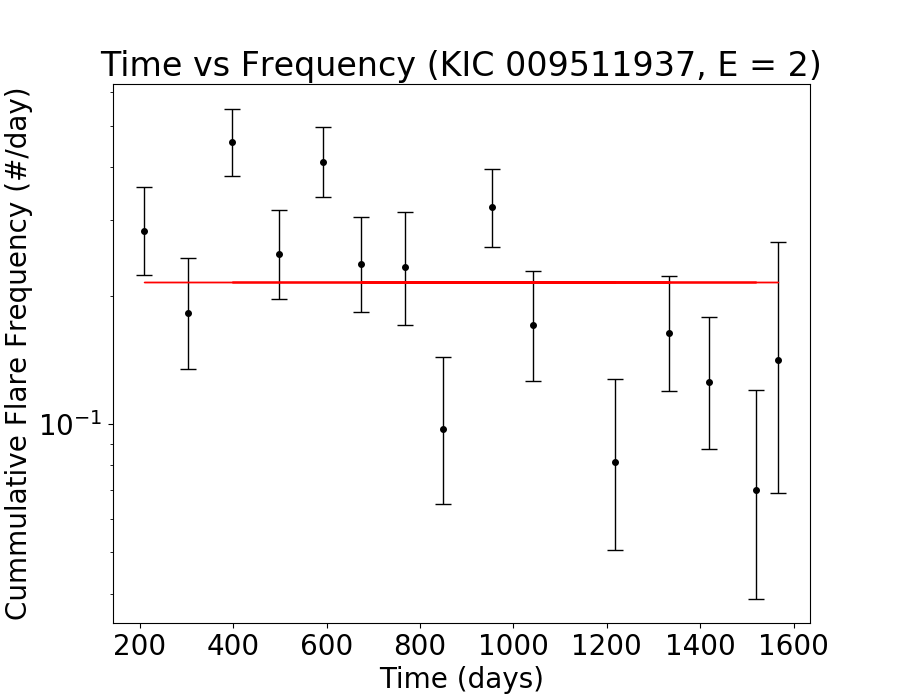 Time vs Frequency (KIC 009511937, E = 2)
Cummulative Flare Frequency (#/day)
10⁻¹
200 400 600 800 1000 1200 1400 1600
Time (days)